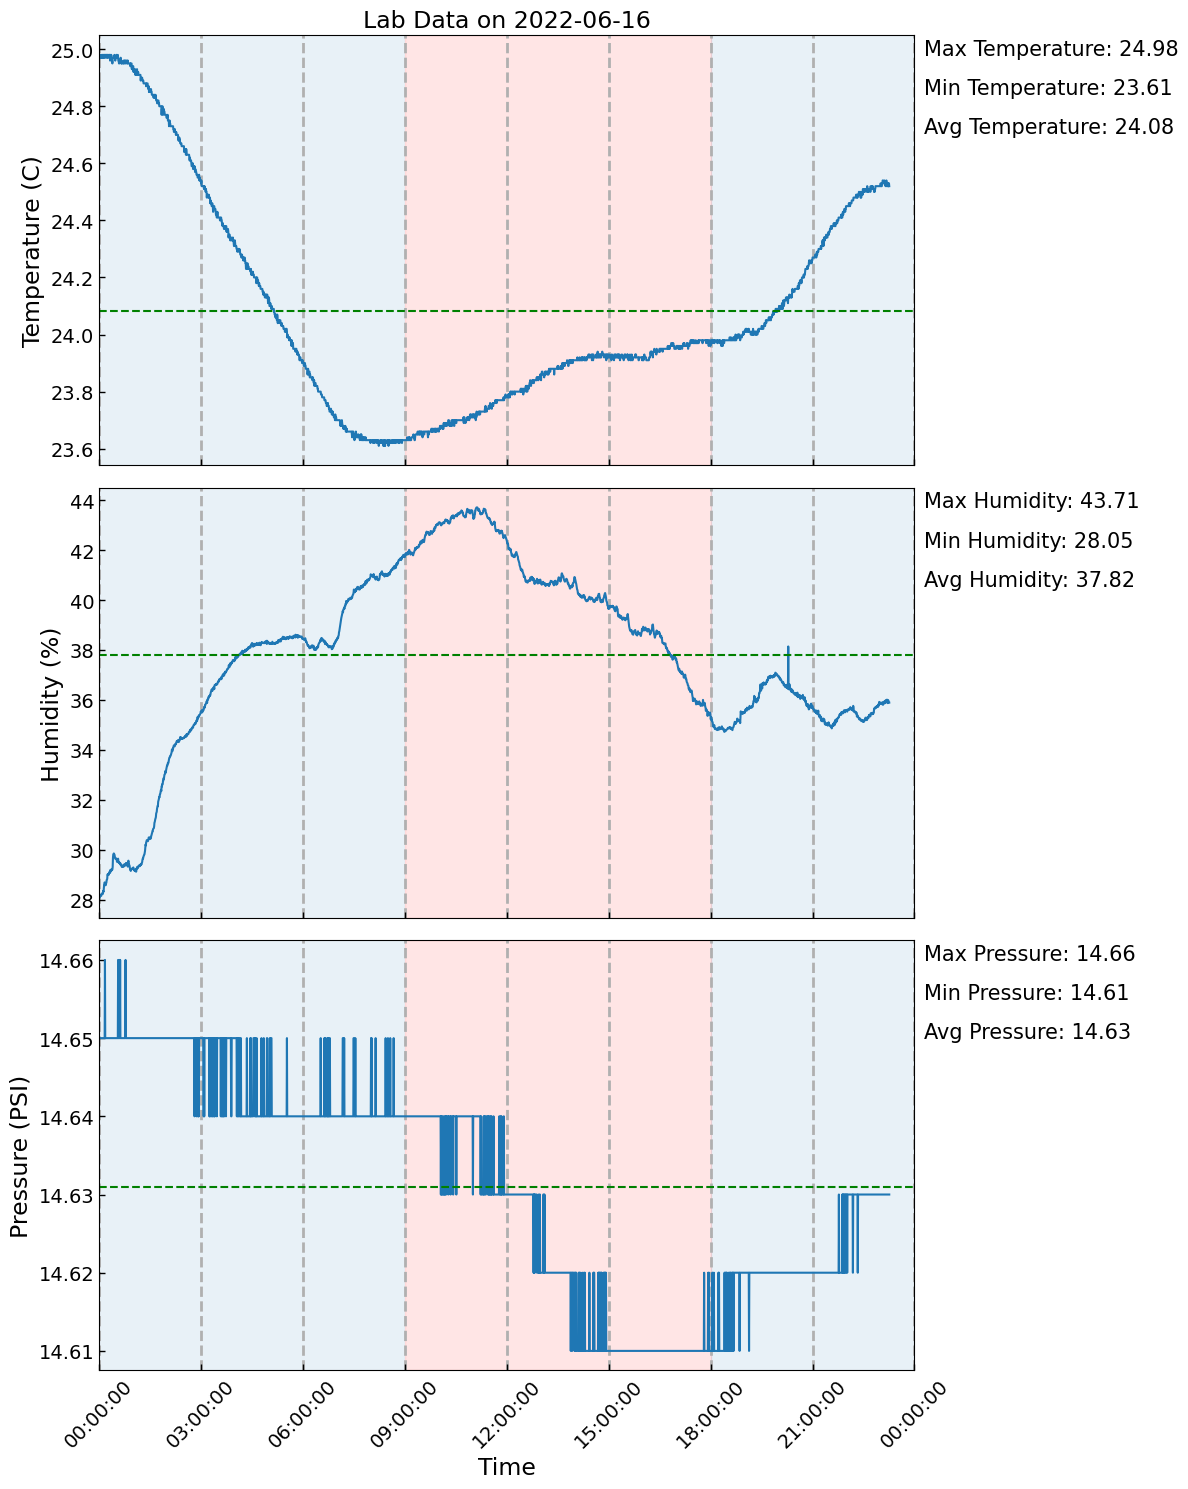 Lab Data on 2022-06-16
25.0
24.8
24.6
24.4
24.2
24.0
23.8
23.6
Temperature (C)
Max Temperature: 24.98
Min Temperature: 23.61
Avg Temperature: 24.08
44
42
40
38
36
34
32
30
28
Humidity (%)
Max Humidity: 43.71
Min Humidity: 28.05
Avg Humidity: 37.82
14.66
14.65
14.64
14.63
14.62
14.61
Pressure (PSI)
Max Pressure: 14.66
Min Pressure: 14.61
Avg Pressure: 14.63
00:00:00
03:00:00
06:00:00
09:00:00
12:00:00
15:00:00
18:00:00
21:00:00
00:00:00
Time